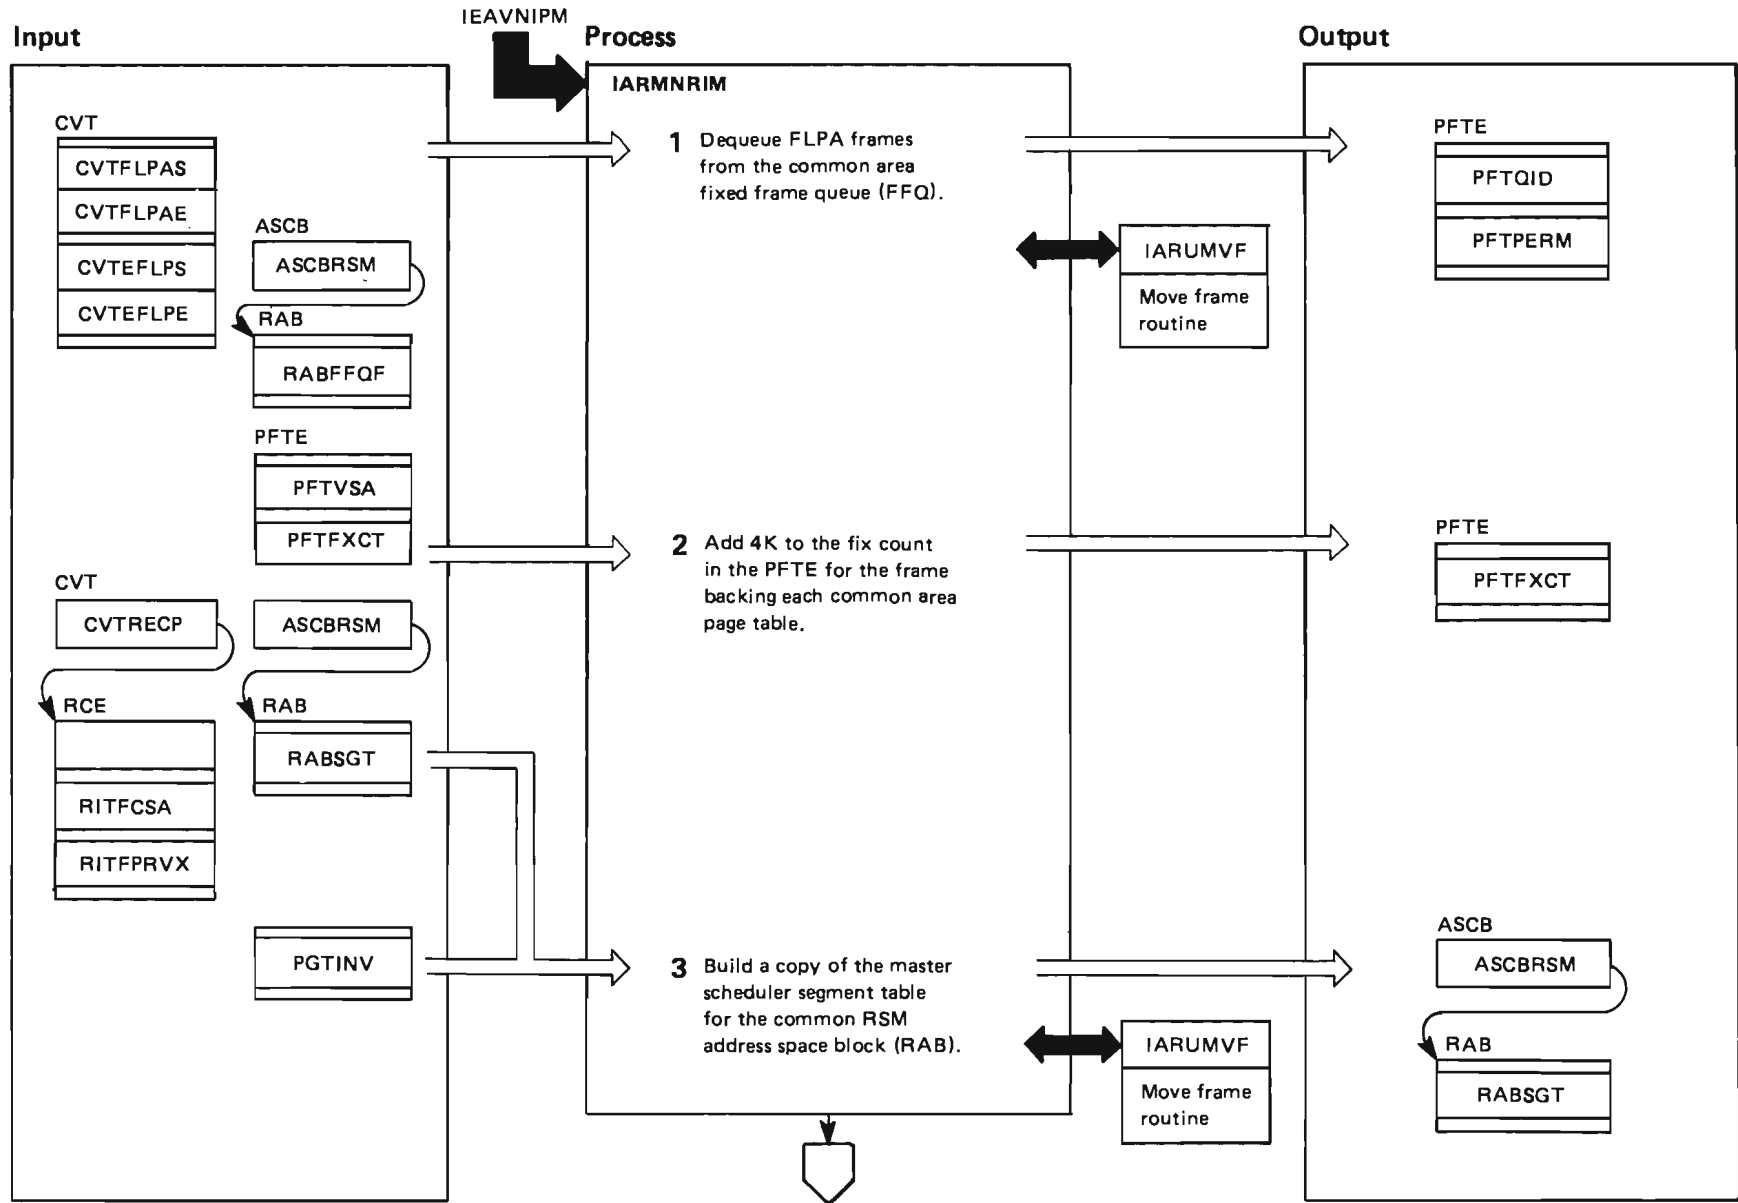 IEAVNIPM
Input
Process
Output
IARMNRIM
CVT
CVTFLPAS
CVTFLPAE
CVTEFLPS
CVTEFLPE
ASCB
ASCBRSM
RAB
RABFFQF
1 Dequeue FLPA frames
from the common area
fixed frame queue (FFQ).
IARUMVF
Move frame
routine
PFTE
PFTQID
PFTPERM
PFTE
PFTVSA
PFTFXCT
2 Add 4K to the fix count
in the PFTE for the frame
backing each common area
page table.
PFTE
PFTFXCT
CVT
CVTRECP
ASCBRSM
RCE
RITFCSA
RITFPRVX
RAB
RABSGT
PGTINV
3 Build a copy of the master
scheduler segment table
for the common RSM
address space block (RAB).
IARUMVF
Move frame
routine
ASCB
ASCBRSM
RAB
RABSGT